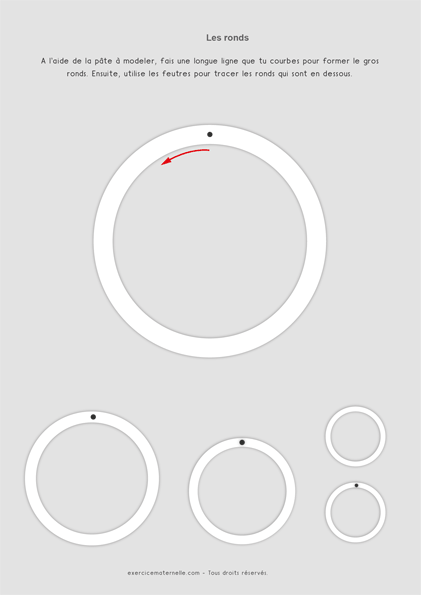 Les ronds
A l'aide de la pâte à modeler, fais une longue ligne que tu courbes pour former le gros
ronds. Ensuite, utilise les feutres pour tracer les ronds qui sont en dessous.
exercicematernelle.com - Tous droits réservés.